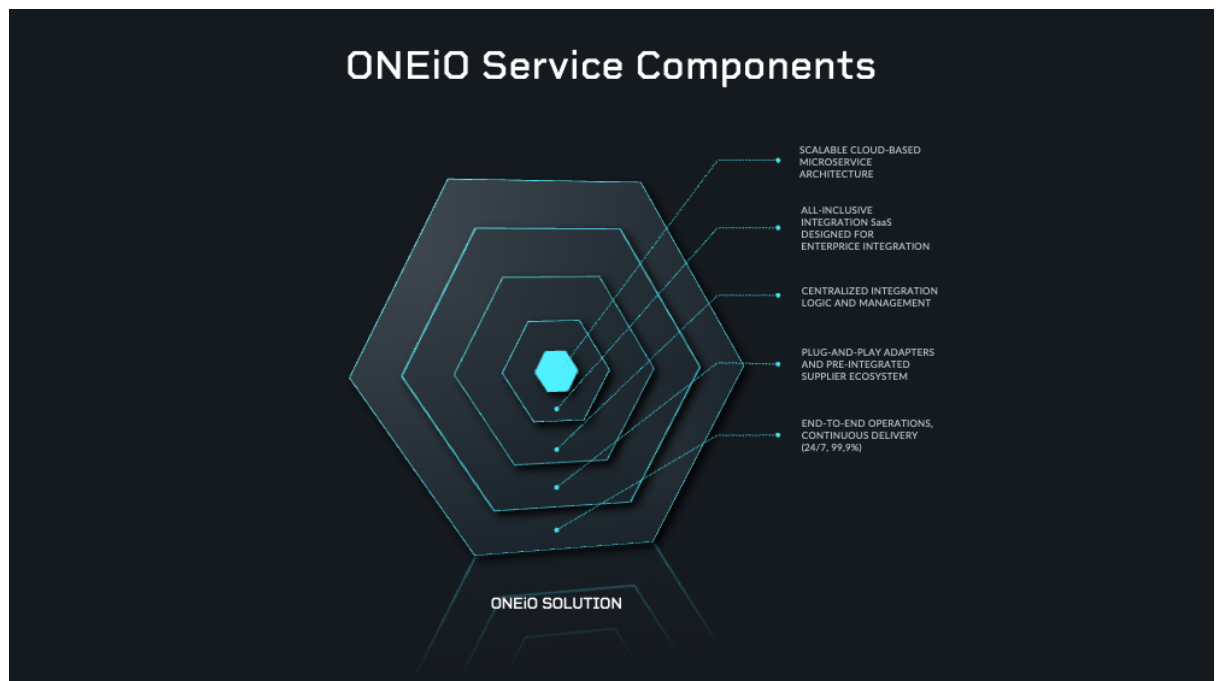 ONEiO Service Components
SCALABLE CLOUD-BASED
MICROSERVICE
ARCHITECTURE
ALL-INCLUSIVE
INTEGRATION SaaS
DESIGNED FOR
ENTERPRICE INTEGRATION
CENTRALIZED INTEGRATION
LOGIC AND MANAGEMENT
PLUG-AND-PLAY ADAPTERS
AND PRE-INTEGRATED
SUPPLIER ECOSYSTEM
END-TO-END OPERATIONS,
CONTINUOUS DELIVERY
(24/7, 99,9%)
ONEiO SOLUTION